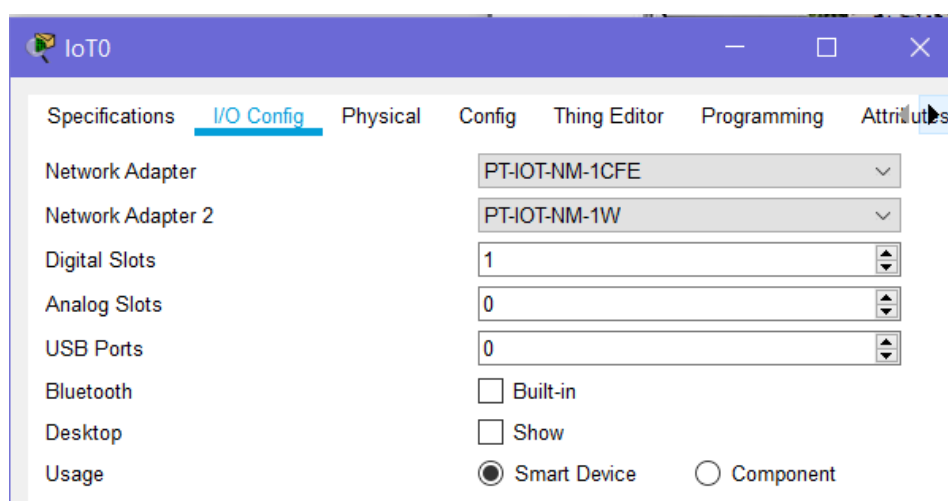 IoT0
Specifications I/O Config Physical Config Thing Editor Programming Attributes
Network Adapter PT-IOT-NM-1CFE
Network Adapter 2 PT-IOT-NM-1W
Digital Slots 1
Analog Slots 0
USB Ports 0
Bluetooth Built-in
Desktop Show
Usage Smart Device Component